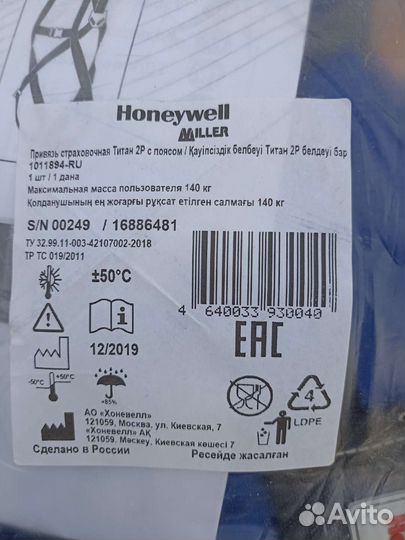 Honeywell
MILLER
Привязь страховочная Титан 2Р с поясом / Қауіпсіздік белбеуі Титан 2Р белдеуі бар
1011894-RU
1 шт / 1 дана
Максимальная масса пользователя 140 кг
Қолданушының ең жоғарғы рұқсат етілген салмағы 140 кг
S/N 00249 / 16886481
ТУ 32.99.11-003-42107002-2018
ТР ТС 019/2011
±50°C
4 640033 930040
i
EAC
12/2019
-50°C +50°C
+85%
4
LDPE
АО «Хоневелл»
121059, Москва, ул. Киевская, 7
«Хоневелл» АҚ
121059, Мәскеу, Киевская көшесі 7
Сделано в России
Ресейде жасалған
Avito